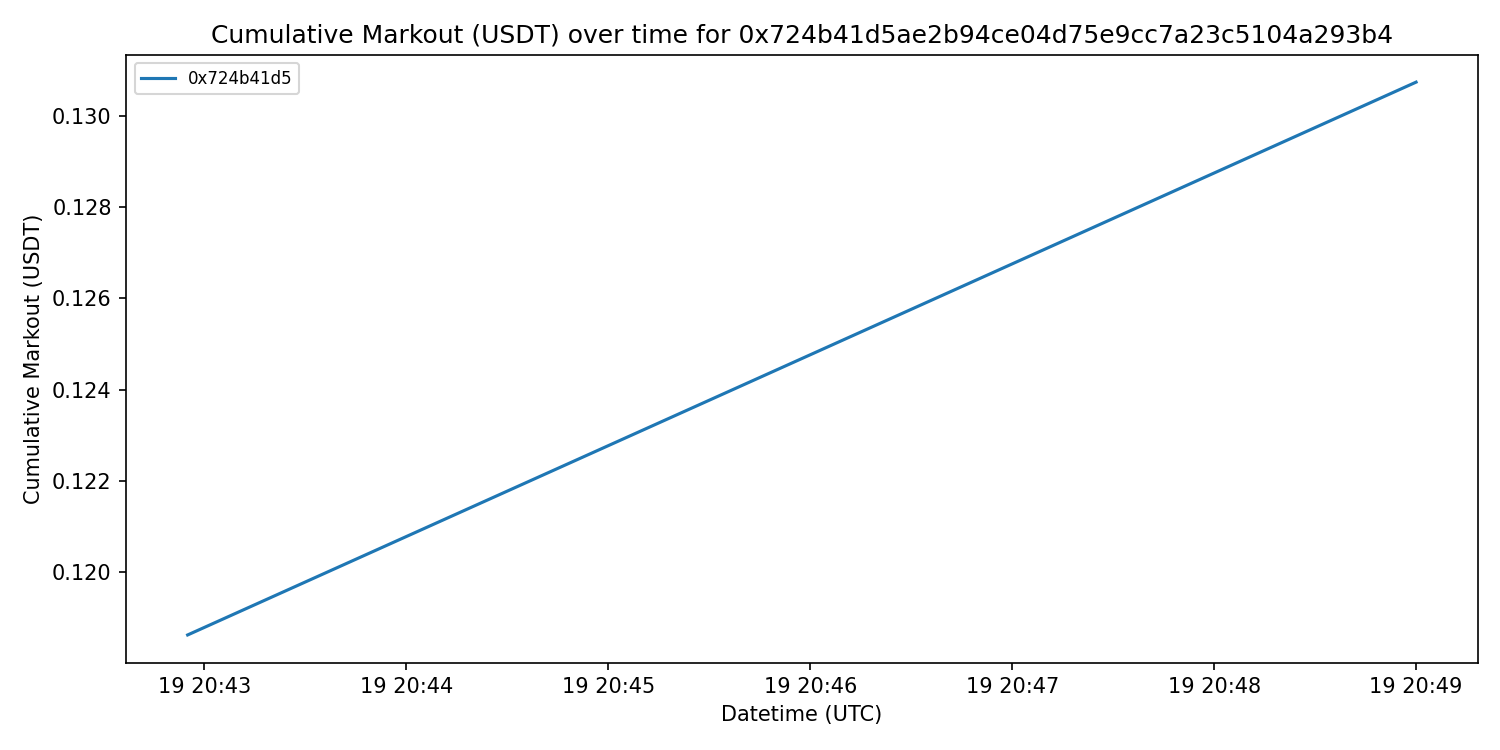 Cumulative Markout (USDT) over time for 0x724b41d5ae2b94ce04d75e9cc7a23c5104a293b4
0x724b41d5
0.130
0.128
0.126
0.124
0.122
0.120
Cumulative Markout (USDT)
19 20:43 19 20:44 19 20:45 19 20:46 19 20:47 19 20:48 19 20:49
Datetime (UTC)